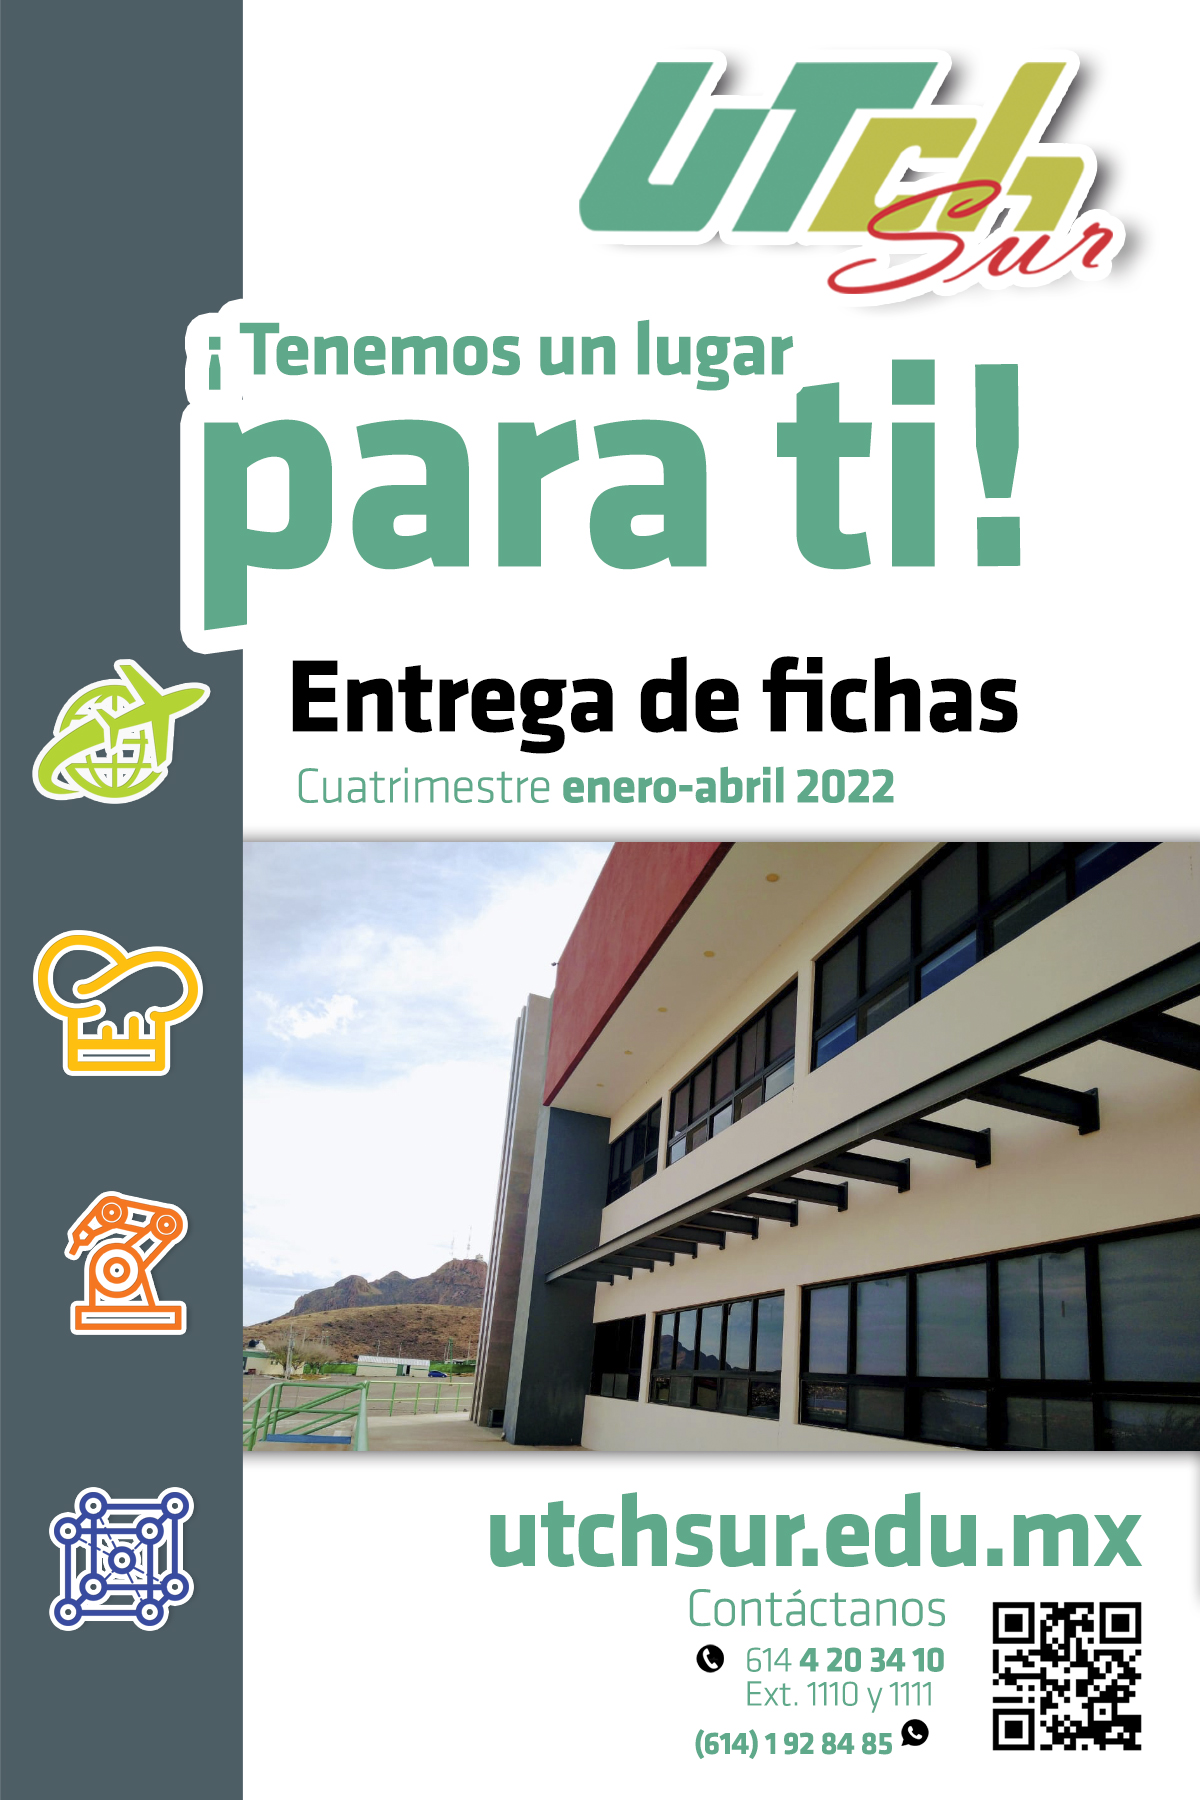 UTCh
Sur
¡Tenemos un lugar
para ti!
Entrega de fichas
Cuatrimestre enero-abril 2022
utchsur.edu.mx
Contáctanos
614 4 20 34 10
Ext. 1110 y 1111
(614) 1 92 84 85